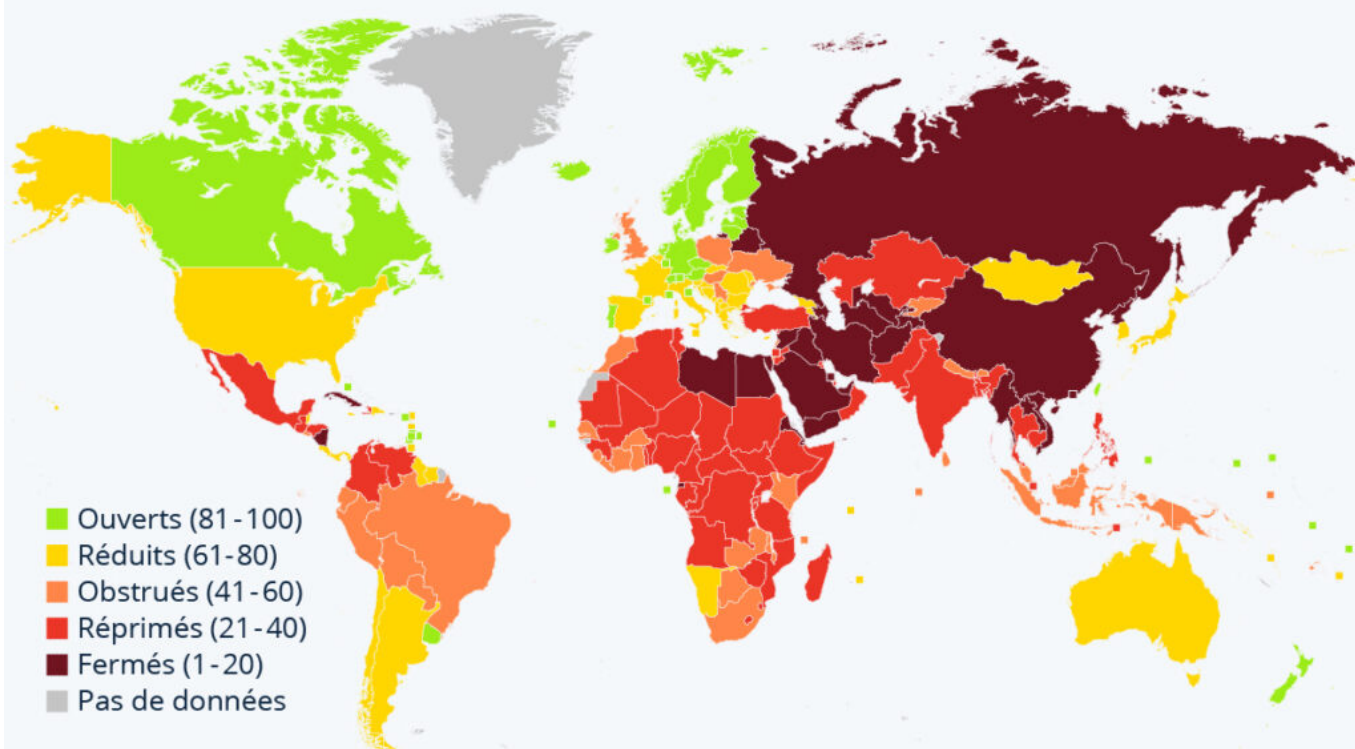 Ouverts (81-100)
Réduits (61-80)
Obstrués (41-60)
Réprimés (21-40)
Fermés (1-20)
Pas de données